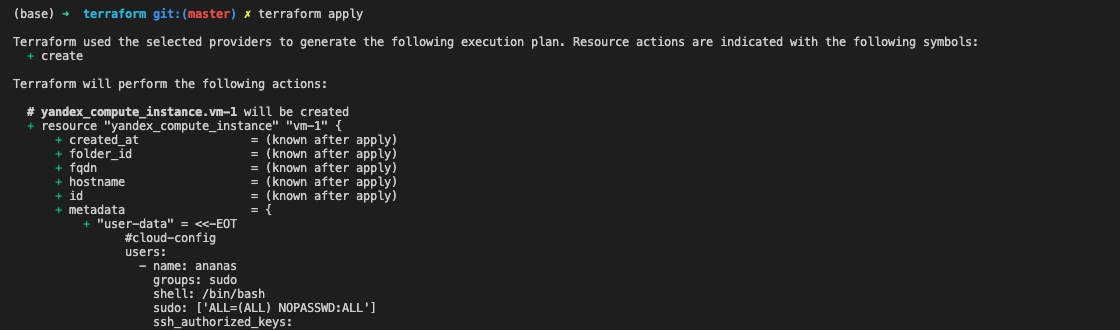 (base) → terraform git:(master) ✗ terraform apply
Terraform used the selected providers to generate the following execution plan. Resource actions are indicated with the following symbols:
+ create
Terraform will perform the following actions:
# yandex_compute_instance.vm-1 will be created
+ resource "yandex_compute_instance" "vm-1" {
+ created_at = (known after apply)
+ folder_id = (known after apply)
+ fqdn = (known after apply)
+ hostname = (known after apply)
+ id = (known after apply)
+ metadata = {
+ "user-data" = <<-EOT
#cloud-config
users:
- name: ananas
groups: sudo
shell: /bin/bash
sudo: ['ALL=(ALL) NOPASSWD:ALL']
ssh_authorized_keys: